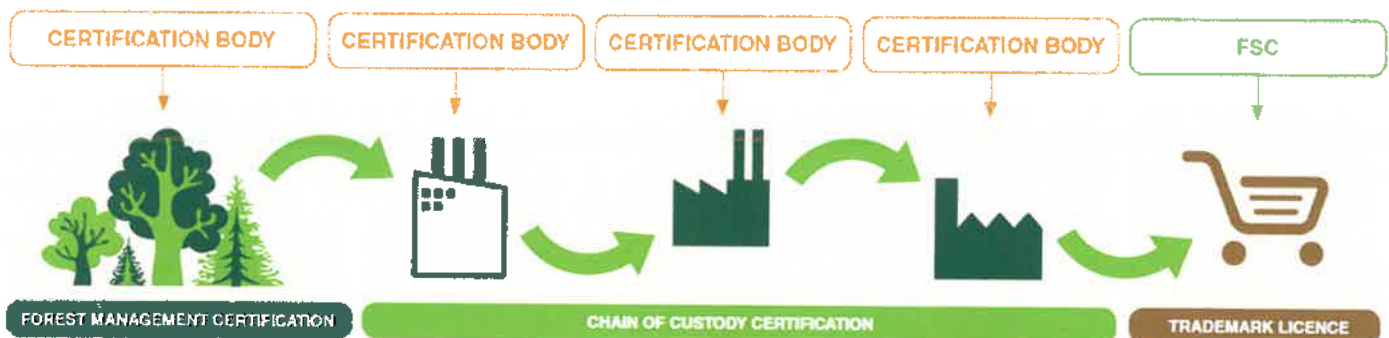 CERTIFICATION BODY
CERTIFICATION BODY
CERTIFICATION BODY
CERTIFICATION BODY
FSC
FOREST MANAGEMENT CERTIFICATION
CHAIN OF CUSTODY CERTIFICATION
TRADEMARK LICENCE